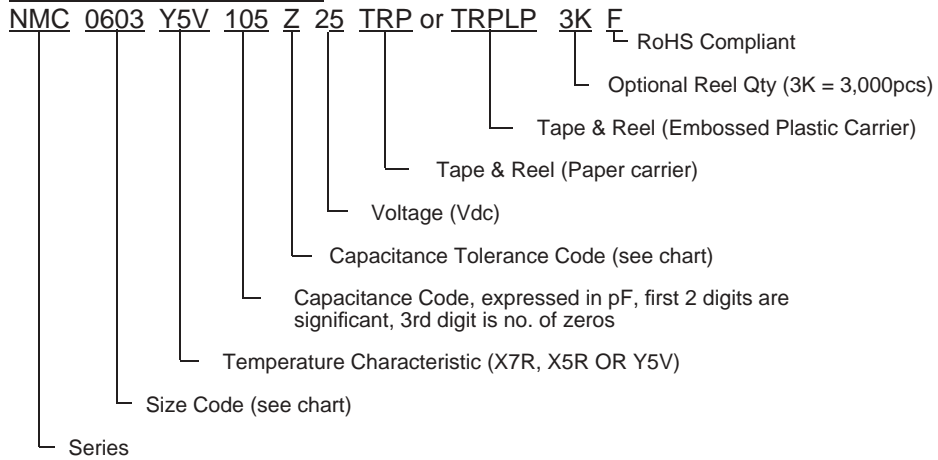 NMC 0603 Y5V 105 Z 25 TRP or TRPLP 3K F
RoHS Compliant
Optional Reel Qty (3K = 3,000pcs)
Tape & Reel (Embossed Plastic Carrier)
Tape & Reel (Paper carrier)
Voltage (Vdc)
Capacitance Tolerance Code (see chart)
Capacitance Code, expressed in pF, first 2 digits are
significant, 3rd digit is no. of zeros
Temperature Characteristic (X7R, X5R OR Y5V)
Size Code (see chart)
Series